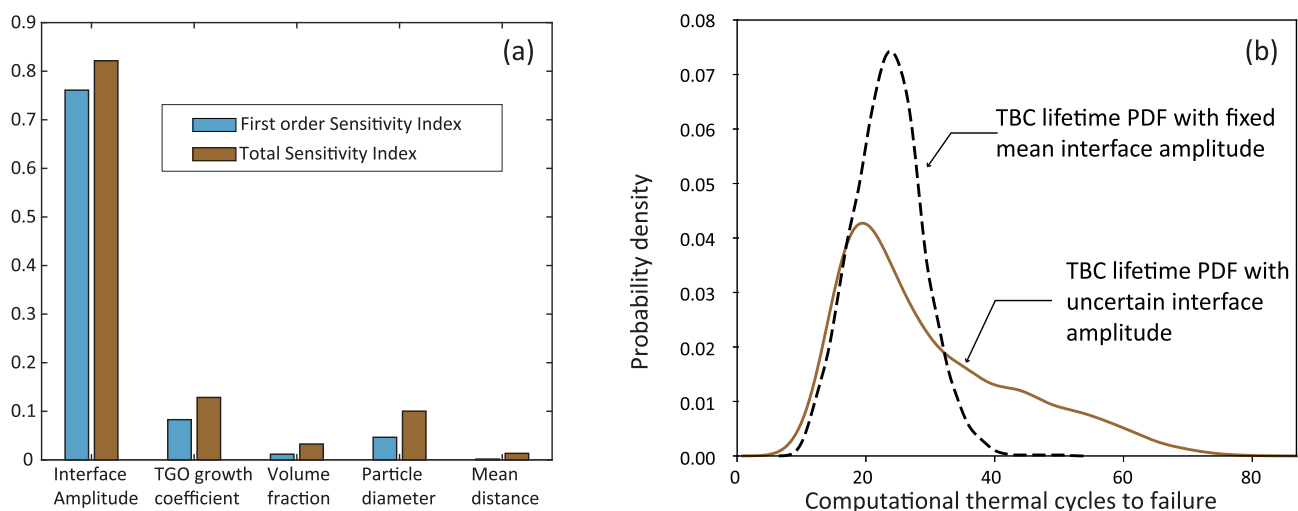 0.9
0.8
0.7
0.6
0.5
0.4
0.3
0.2
0.1
0
(a)
First order Sensitivity Index
Total Sensitivity Index
Interface
Amplitude
TGO growth
coefficient
Volume
fraction
Particle
diameter
Mean
distance
Probability density
0.08
0.07
0.06
0.05
0.04
0.03
0.02
0.01
0.00
(b)
TBC lifetime PDF with fixed
mean interface amplitude
TBC lifetime PDF with
uncertain interface
amplitude
0 20 40 60 80
Computational thermal cycles to failure